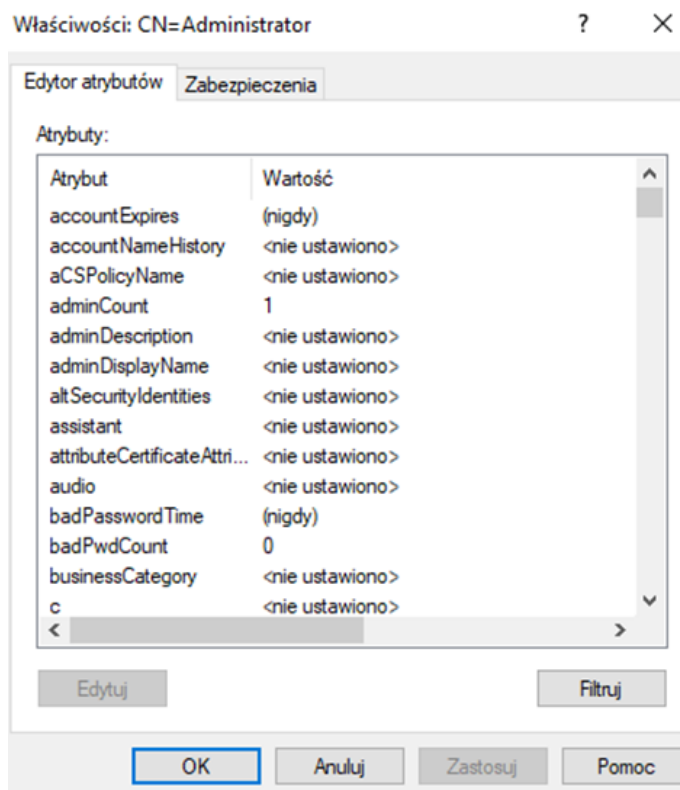 Właściwości: CN=Administrator ? ✕
Edytor atrybutów Zabezpieczenia
Atrybuty:
Atrybut Wartość
accountExpires (nigdy)
accountNameHistory <nie ustawiono>
aCSPolicyName <nie ustawiono>
adminCount 1
adminDescription <nie ustawiono>
adminDisplayName <nie ustawiono>
altSecurityIdentities <nie ustawiono>
assistant <nie ustawiono>
attributeCertificateAttri... <nie ustawiono>
audio <nie ustawiono>
badPasswordTime (nigdy)
badPwdCount 0
businessCategory <nie ustawiono>
c <nie ustawiono>
Edytuj Filtruj
OK Anuluj Zastosuj Pomoc